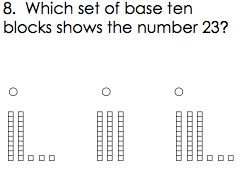 8. Which set of base ten
blocks shows the number 23?